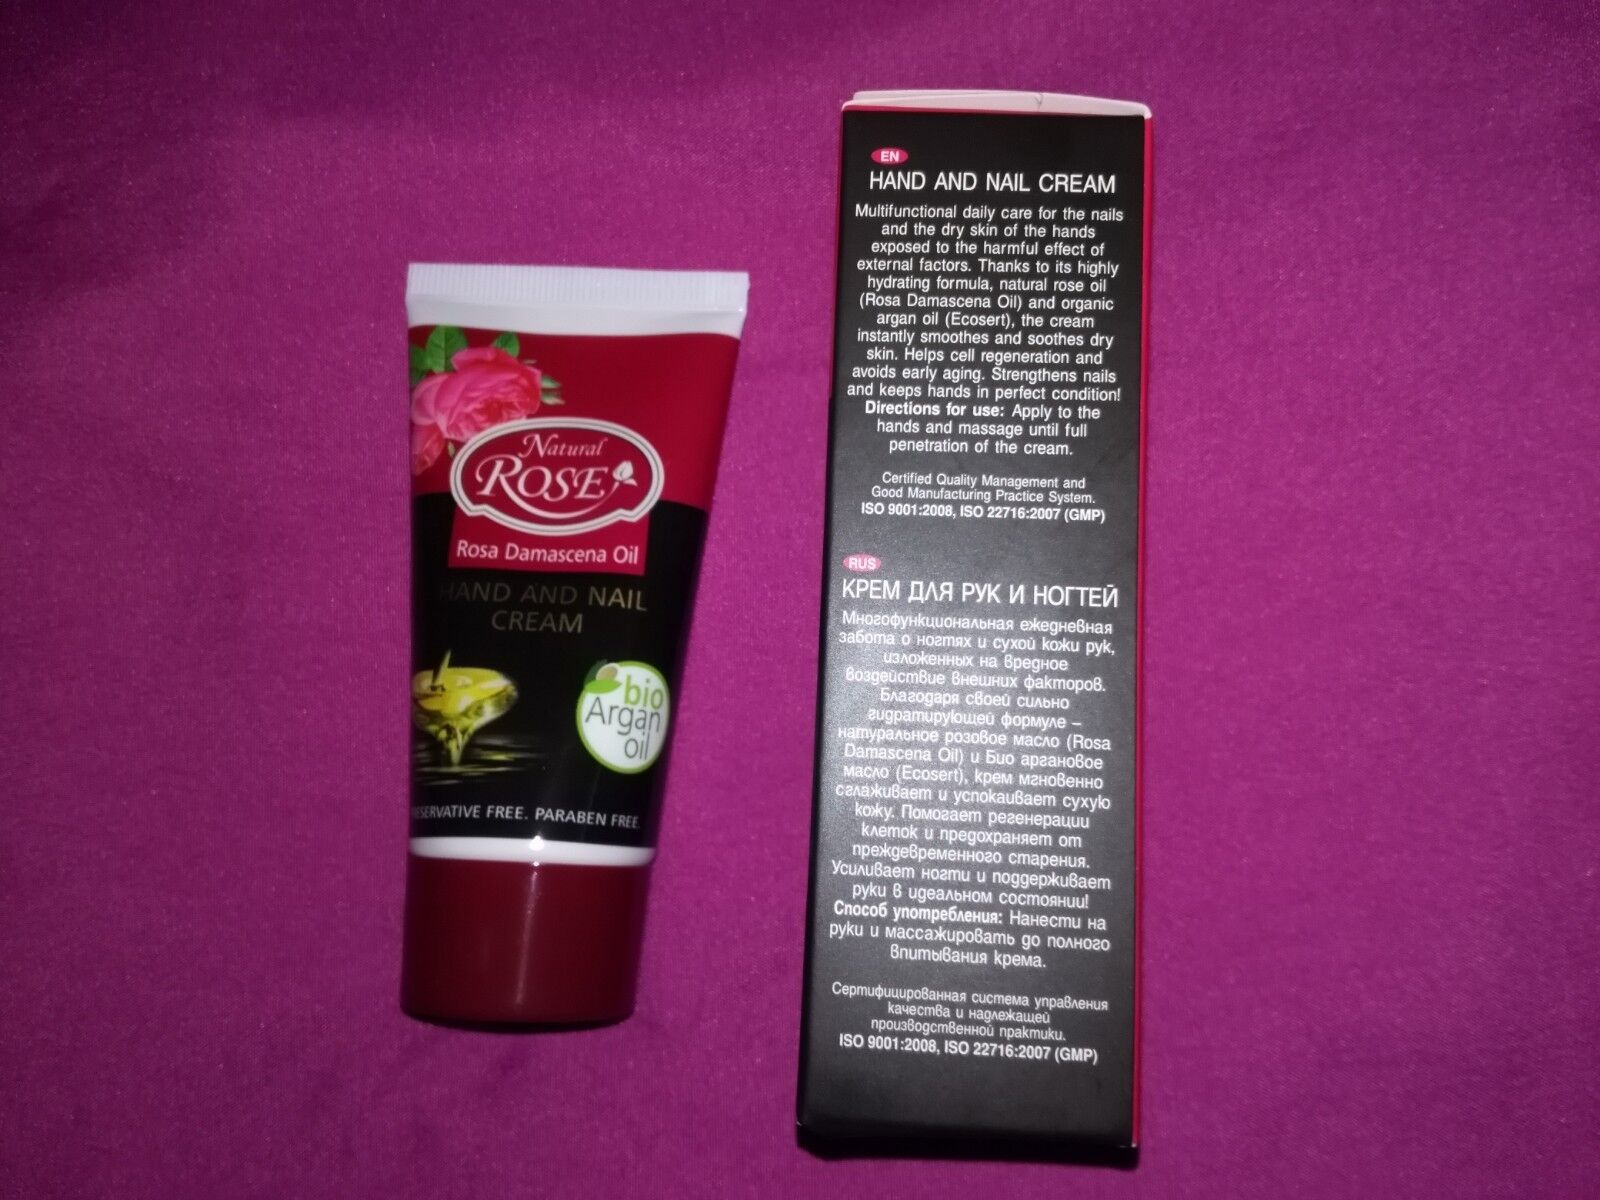 Natural
ROSE
Rosa Damascena Oil
HAND AND NAIL
CREAM
bio
Argan
oil
FREE. PARABEN FREE.
EN
HAND AND NAIL CREAM
Multifunctional daily care for the nails
and the dry skin of the hands
exposed to the harmful effect of
external factors. Thanks to its highly
hydrating formula, natural rose oil
(Rosa Damascena Oil) and organic
argan oil (Ecosert), the cream
instantly smoothes and soothes dry
skin. Helps cell regeneration and
avoids early aging. Strengthens nails
and keeps hands in perfect condition!
Directions for use: Apply to the
hands and massage until full
penetration of the cream.
Certified Quality Management and
Good Manufacturing Practice System.
ISO 9001:2008, ISO 22716:2007 (GMP)
RUS
КРЕМ ДЛЯ РУК И НОГТЕЙ
Многофункциональная ежедневная
забота о ногтях и сухой кожи рук,
изложенных на вредное
воздействие внешних факторов.
Благодаря своей сильно
гидратирующей формуле –
натуральное розовое масло (Rosa
Damascena Oil) и Био аргановое
масло (Ecosert), крем мгновенно
сглаживает и успокаивает сухую
кожу. Помогает регенерации
клеток и предохраняет от
преждевременного старения.
Усиливает ногти и поддерживает
руки в идеальном состоянии!
Способ употребления: Нанести на
руки и массажировать до полного
впитывания крема.
Сертифицированная система управления
качества и надлежащей
производственной практики.
ISO 9001:2008, ISO 22716:2007 (GMP)